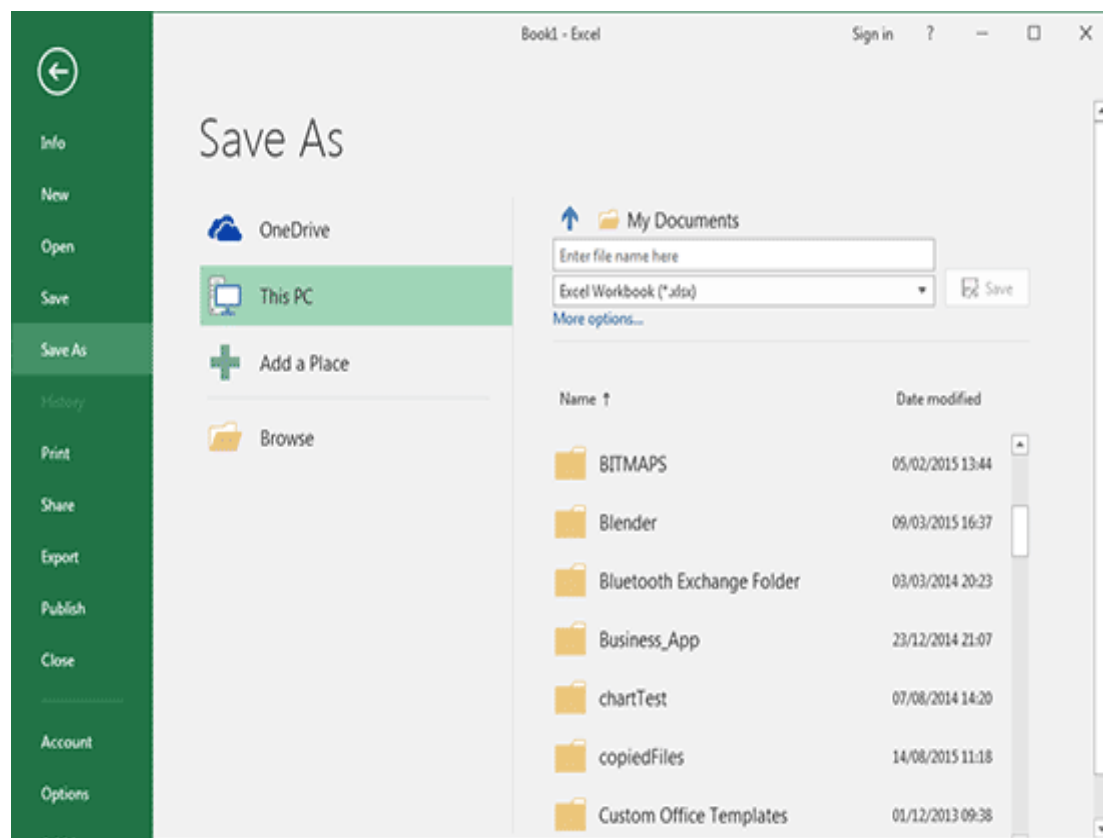 Book1 - Excel
Sign in ?
Info
New
Open
Save
Save As
History
Print
Share
Export
Publish
Close
Account
Options
Save As
OneDrive
This PC
Add a Place
Browse
My Documents
Enter file name here
Excel Workbook (*.xlsx)
Save
More options...
Name ↑ Date modified
BITMAPS 05/02/2015 13:44
Blender 09/03/2015 16:37
Bluetooth Exchange Folder 03/03/2014 20:23
Business_App 23/12/2014 21:07
chartTest 07/08/2014 14:20
copiedFiles 14/08/2015 11:18
Custom Office Templates 01/12/2013 09:38